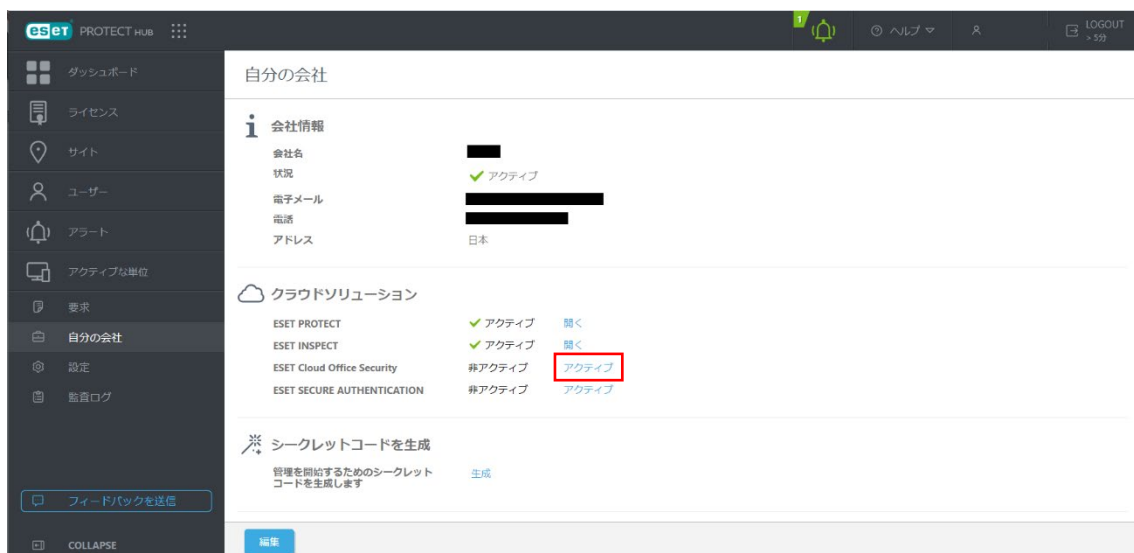 eset PROTECT HUB
1
ヘルプ
LOGOUT
> 5分
ダッシュボード
ライセンス
サイト
ユーザー
アラート
アクティブな単位
要求
自分の会社
設定
監査ログ
フィードバックを送信
COLLAPSE
自分の会社
会社情報
会社名
状況 アクティブ
電子メール
電話
アドレス 日本
クラウドソリューション
ESET PROTECT アクティブ 開く
ESET INSPECT アクティブ 開く
ESET Cloud Office Security 非アクティブ アクティブ
ESET SECURE AUTHENTICATION 非アクティブ アクティブ
シークレットコードを生成
管理を開始するためのシークレット 生成
コードを生成します
編集